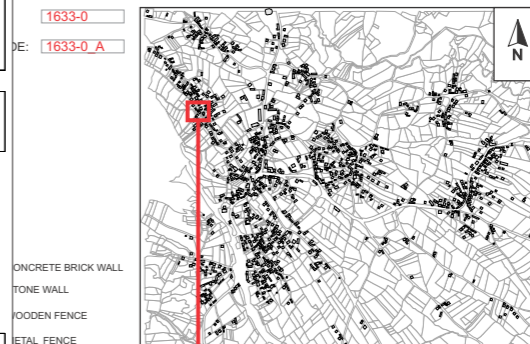 1633-0
DE: 1633-0_A
N
ONCRETE BRICK WALL
TONE WALL
OODEN FENCE
ETAL FENCE